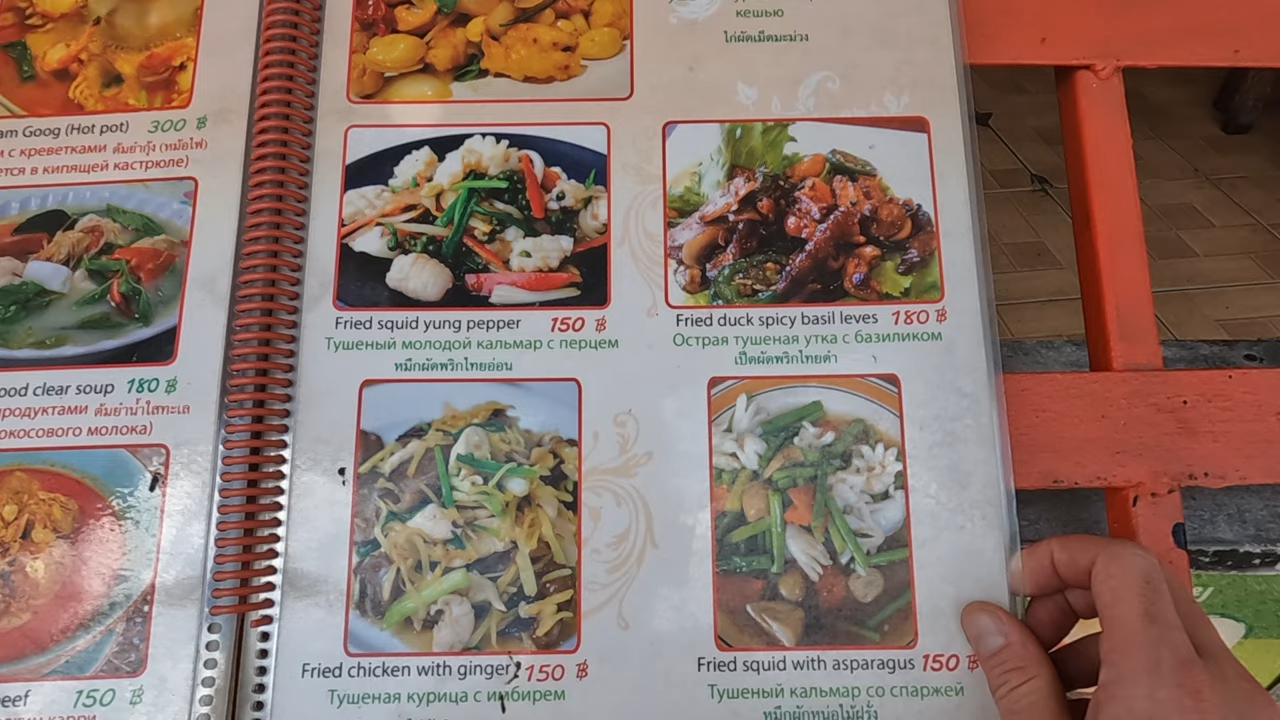 am Goog (Hot pot) 300 ฿
м с креветками ต้มยำกุ้ง (หม้อไฟ)
ется в кипящей кастрюле)
ood clear soup 180 ฿
продуктами ต้มยำน้ำใสทะเล
окосового молока)
eef 150 ฿
кешью
ไก่ผัดเม็ดมะม่วง
Fried squid yung pepper 150 ฿
Тушеный молодой кальмар с перцем
หมึกผัดพริกไทยอ่อน
Fried duck spicy basil leves 180 ฿
Острая тушеная утка с базиликом
เป็ดผัดพริกไทยดำ
Fried chicken with ginger 150 ฿
Тушеная курица с имбирем
Fried squid with asparagus 150 ฿
Тушеный кальмар со спаржей
หมึกผักหน่อไม้ฝรั่ง